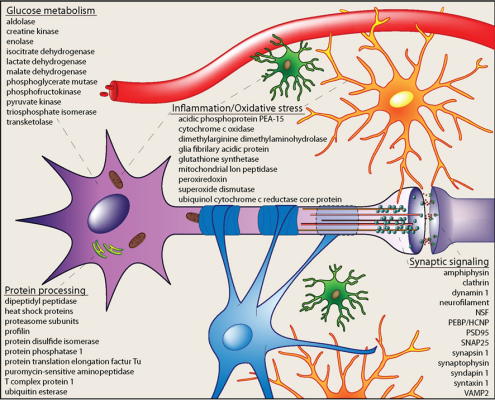 Glucose metabolism
aldolase
creatine kinase
enolase
isocitrate dehydrogenase
lactate dehydrogenase
malate dehydrogenase
phosphoglycerate mutase
phosphofructokinase
pyruvate kinase
triosphate isomerase
transketolase
Inflammation/Oxidative stress
acidic phosphoprotein PEA-15
cytochrome c oxidase
dimethylarginine dimethylaminohydrolase
glia fibrilary acidic protein
glutathione synthetase
mitochondrial lon peptidase
peroxiredoxin
superoxide dismutase
ubiquinol cytochrome c reductase core protein
Protein processing
dipeptidyl peptidase
heat shock proteins
proteasome subunits
profilin
protein disulfide isomerase
protein phosphatase 1
protein translation elongation factur Tu
puromycin-sensitive aminopeptidase
T complex protein 1
ubiquitin esterase
Synaptic signaling
amphiphysin
clathrin
dynamin 1
neurofilament
NSF
PEBP/HCNP
PSD95
SNAP25
synapsin 1
synaptophysin
syndapin 1
syntaxin 1
VAMP2